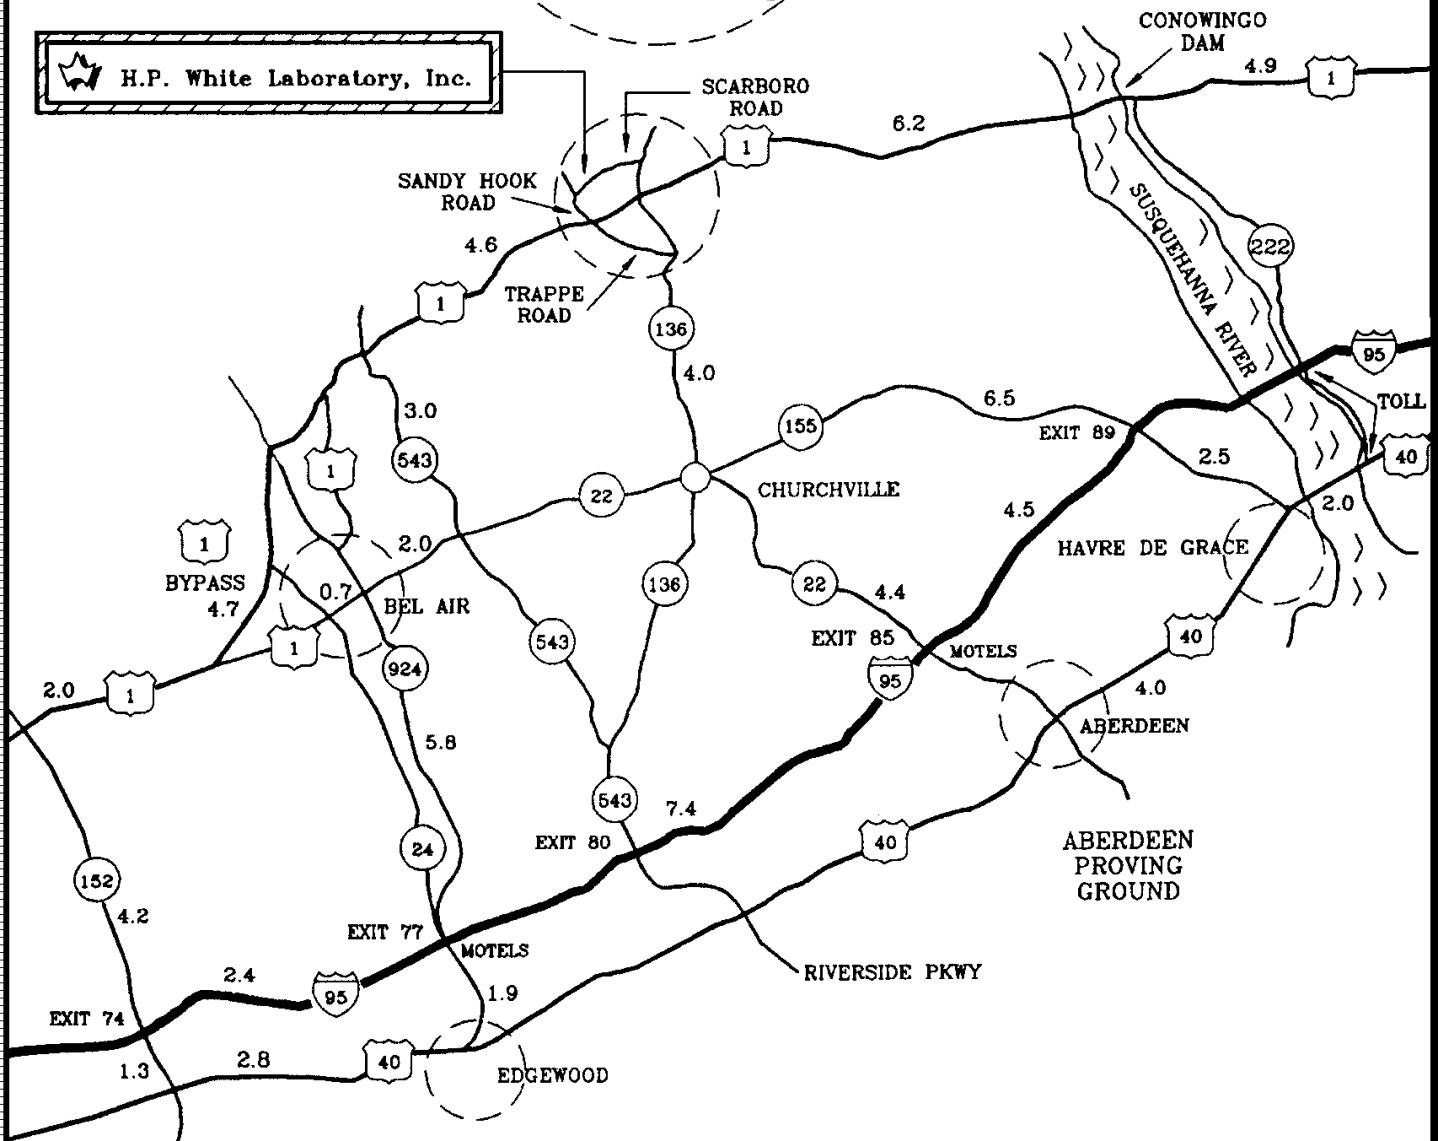 CONOWINGO
DAM
4.9
1
H.P. White Laboratory, Inc.
SCARBORO
ROAD
6.2
1
SANDY HOOK
ROAD
SUSQUEHANNA RIVER
4.6
222
TRAPPE
ROAD
1
136
95
4.0
TOLL
3.0
6.5
155
EXIT 89
543
1
2.5
40
22
CHURCHVILLE
2.0
4.5
1
BYPASS
2.0
HAVRE DE GRACE
0.7
136
22
4.4
4.7
BEL AIR
543
EXIT 85
40
1
MOTELS
924
95
2.0
1
4.0
ABERDEEN
5.8
543
7.4
EXIT 80
40
ABERDEEN
PROVING
GROUND
24
152
4.2
EXIT 77
MOTELS
RIVERSIDE PKWY
2.4
95
1.9
EXIT 74
40
2.8
1.3
EDGEWOOD